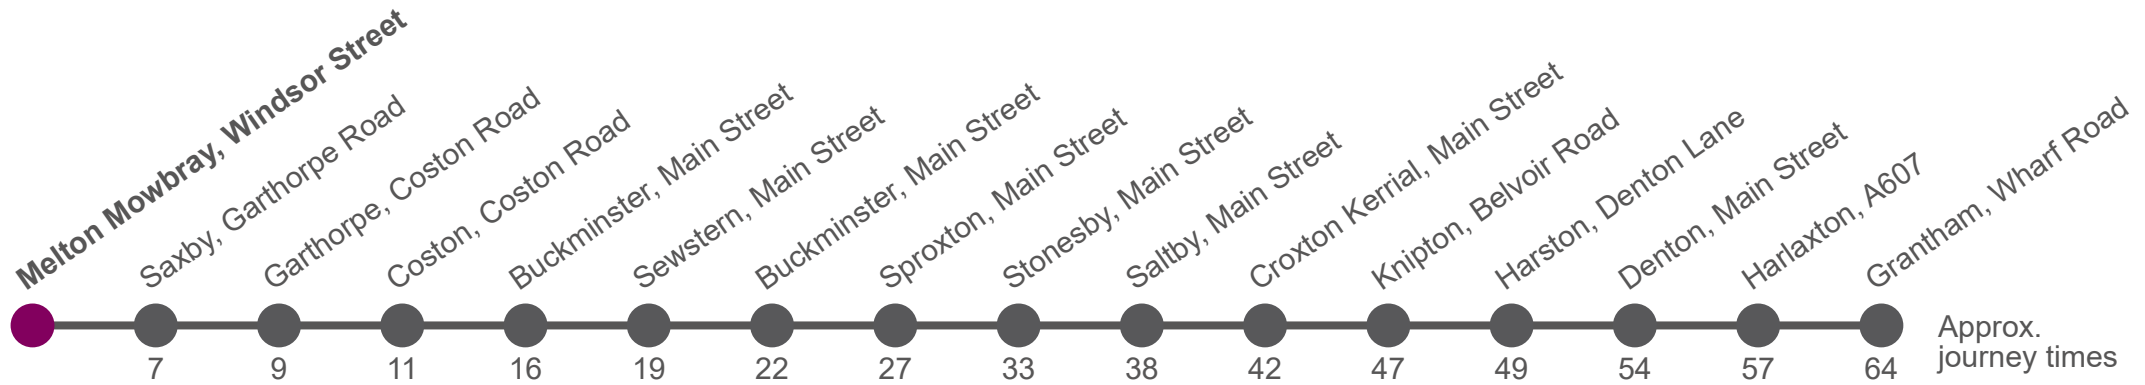 Melton Mowbray, Windsor Street
Saxby, Garthorpe Road
Garthorpe, Coston Road
Coston, Coston Road
Buckminster, Main Street
Sewstern, Main Street
Buckminster, Main Street
Sproxton, Main Street
Stonesby, Main Street
Saltby, Main Street
Croxton Kerrial, Main Street
Knipton, Belvoir Road
Harston, Denton Lane
Denton, Main Street
Harlaxton, A607
Grantham, Wharf Road
7 9 11 16 19 22 27 33 38 42 47 49 54 57 64
Approx.
journey times